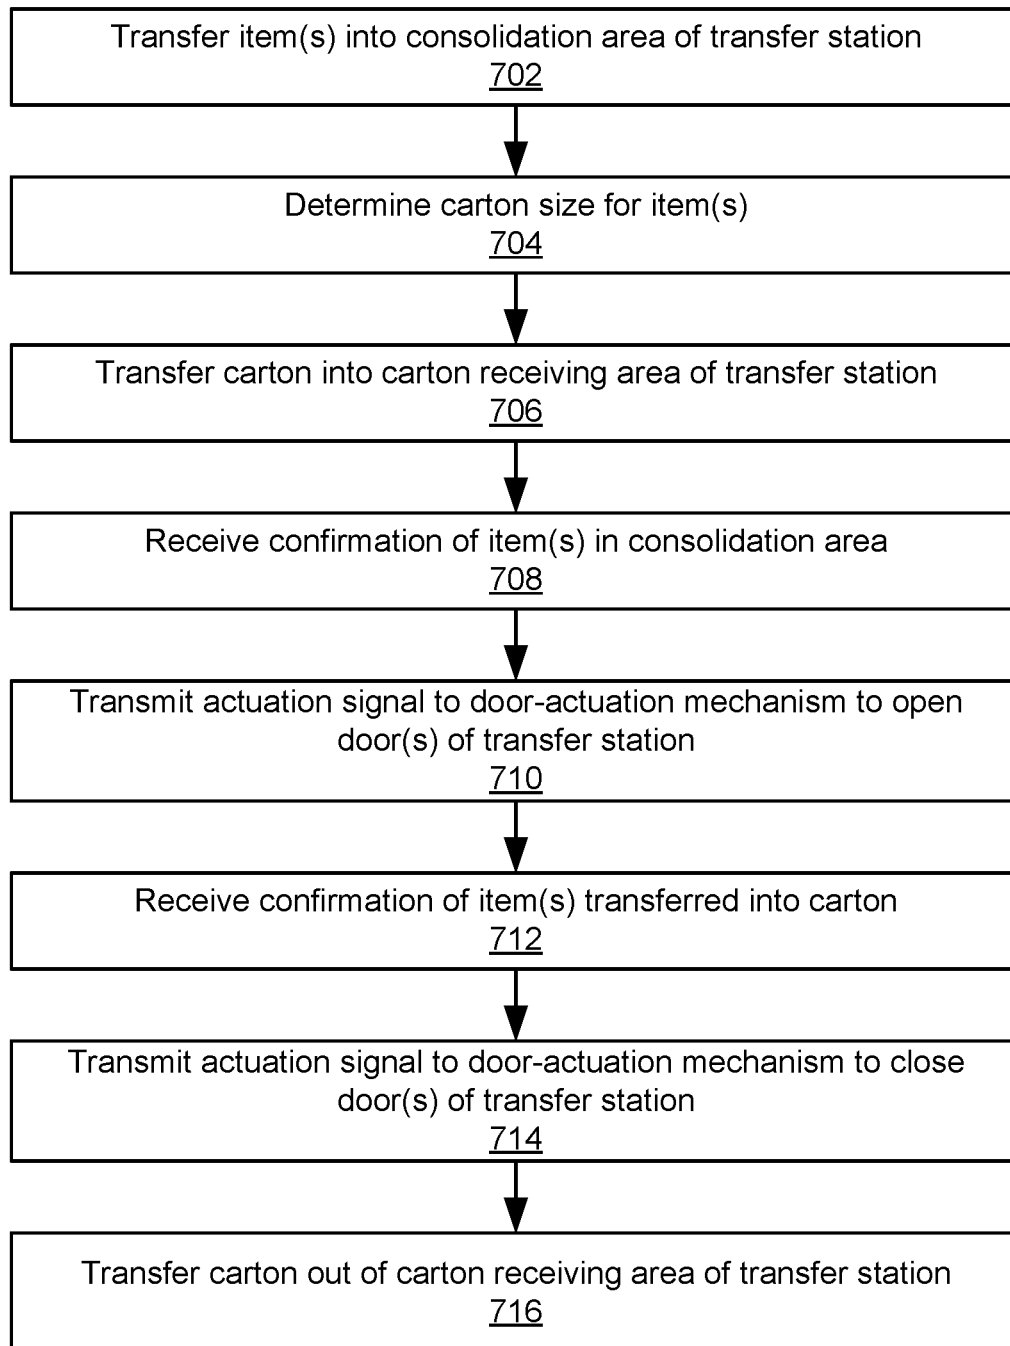 Transfer item(s) into consolidation area of transfer station
702
Determine carton size for item(s)
704
Transfer carton into carton receiving area of transfer station
706
Receive confirmation of item(s) in consolidation area
708
Transmit actuation signal to door-actuation mechanism to open
door(s) of transfer station
710
Receive confirmation of item(s) transferred into carton
712
Transmit actuation signal to door-actuation mechanism to close
door(s) of transfer station
714
Transfer carton out of carton receiving area of transfer station
716